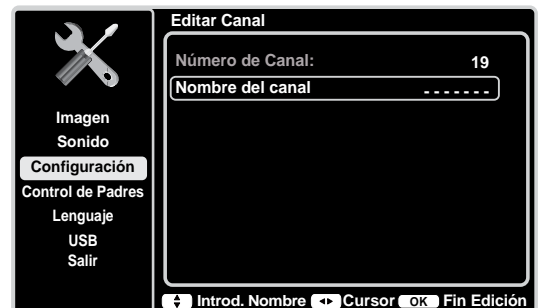 Editar Canal
Número de Canal: 19
Nombre del canal - - - - - - -
Imagen
Sonido
Configuración
Control de Padres
Lenguaje
USB
Salir
Introd. Nombre Cursor OK Fin Edición